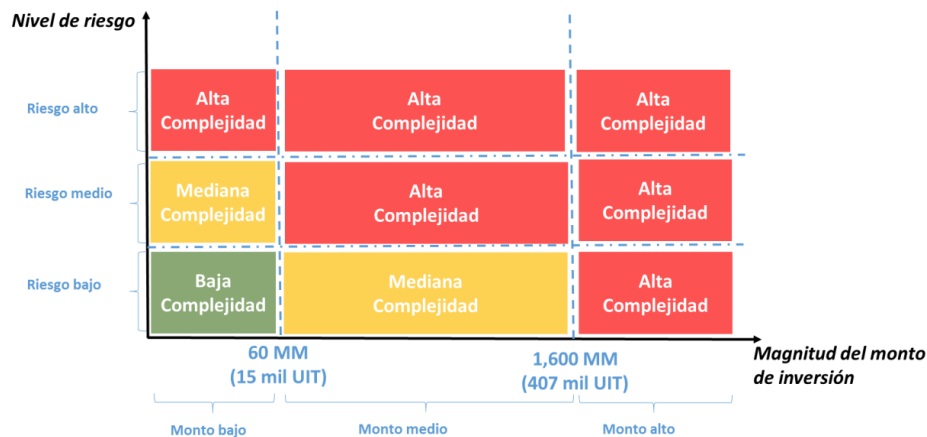 Nivel de riesgo
Riesgo alto
Alta
Complejidad
Alta
Complejidad
Alta
Complejidad
Riesgo medio
Mediana
Complejidad
Alta
Complejidad
Alta
Complejidad
Riesgo bajo
Baja
Complejidad
Mediana
Complejidad
Alta
Complejidad
60 MM
(15 mil UIT)
1,600 MM
(407 mil UIT)
Magnitud del monto
de inversión
Monto bajo
Monto medio
Monto alto